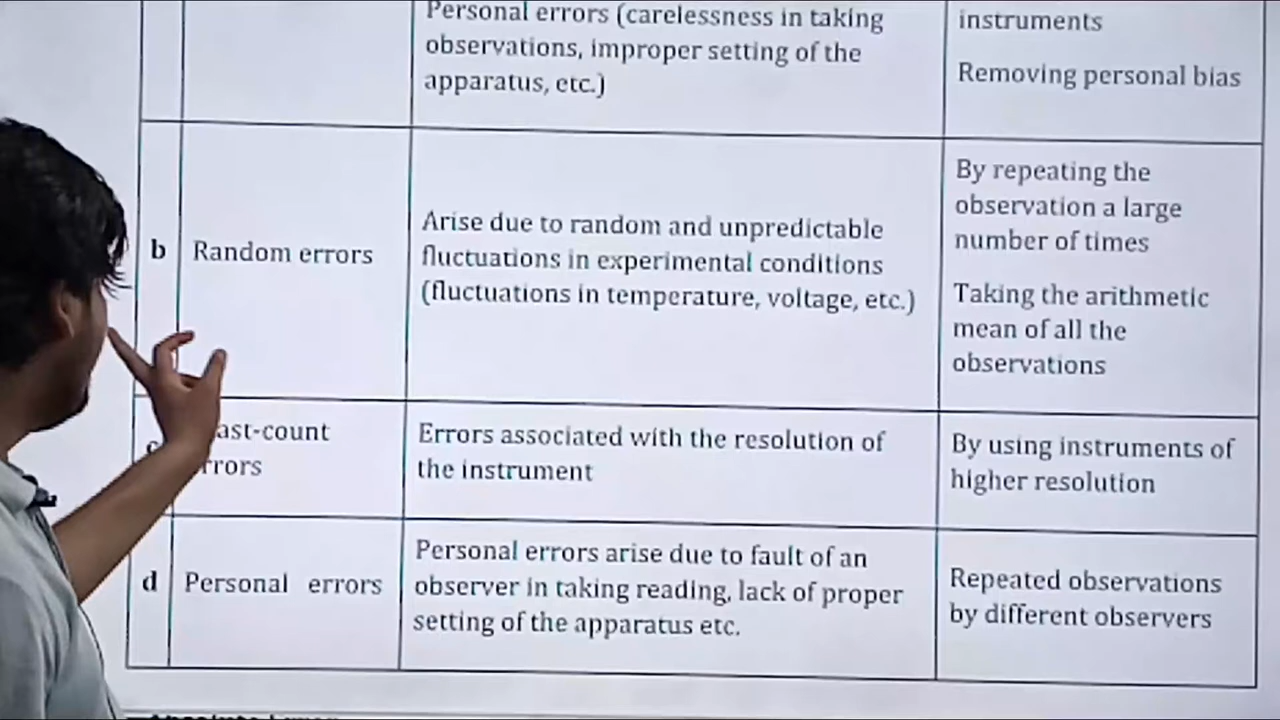 Personal errors (carelessness in taking
observations, improper setting of the
apparatus, etc.)
instruments
Removing personal bias
b
Random errors
Arise due to random and unpredictable
fluctuations in experimental conditions
(fluctuations in temperature, voltage, etc.)
By repeating the
observation a large
number of times
Taking the arithmetic
mean of all the
observations
ast-count
rrors
Errors associated with the resolution of
the instrument
By using instruments of
higher resolution
d
Personal errors
Personal errors arise due to fault of an
observer in taking reading, lack of proper
setting of the apparatus etc.
Repeated observations
by different observers